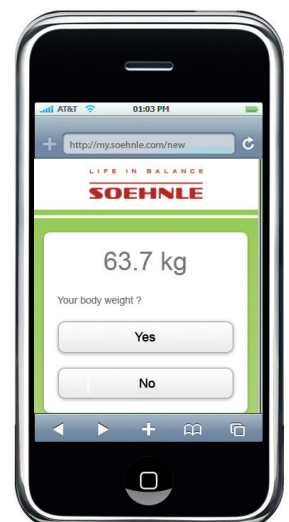 AT&T 01:03 PM
http://my.soehnle.com/new
LIFE IN BALANCE
SOEHNLE
63.7 kg
Your body weight ?
Yes
No